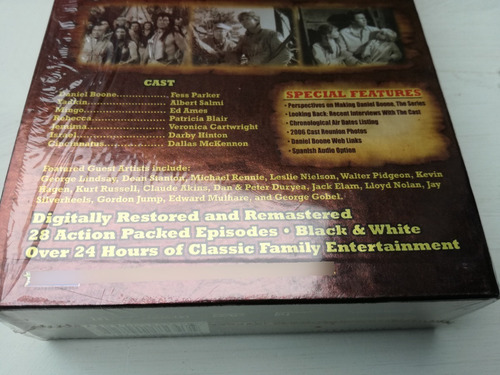 CAST
Daniel Boone................ Fess Parker
Yadkin........................ Albert Salmi
Mingo......................... Ed Ames
Rebecca...................... Patricia Blair
Jemima....................... Veronica Cartwright
Israel......................... Darby Hinton
Cincinnatus................. Dallas McKennon
SPECIAL FEATURES
• Perspectives on Making Daniel Boone, The Series
• Looking Back: Recent Interviews With The Cast
• Chronological Air Dates Listing
• 2006 Cast Reunion Photos
• Daniel Boone Web Links
• Spanish Audio Option
Featured Guest Artists include:
George Lindsay, Dean Stanton, Michael Rennie, Leslie Nielson, Walter Pidgeon, Kevin
Hagen, Kurt Russell, Claude Akins, Dan & Peter Duryea, Jack Elam, Lloyd Nolan, Jay
Silverheels, Gordon Jump, Edward Mulhare, and George Gobel.
Digitally Restored and Remastered
28 Action Packed Episodes • Black & White
Over 24 Hours of Classic Family Entertainment